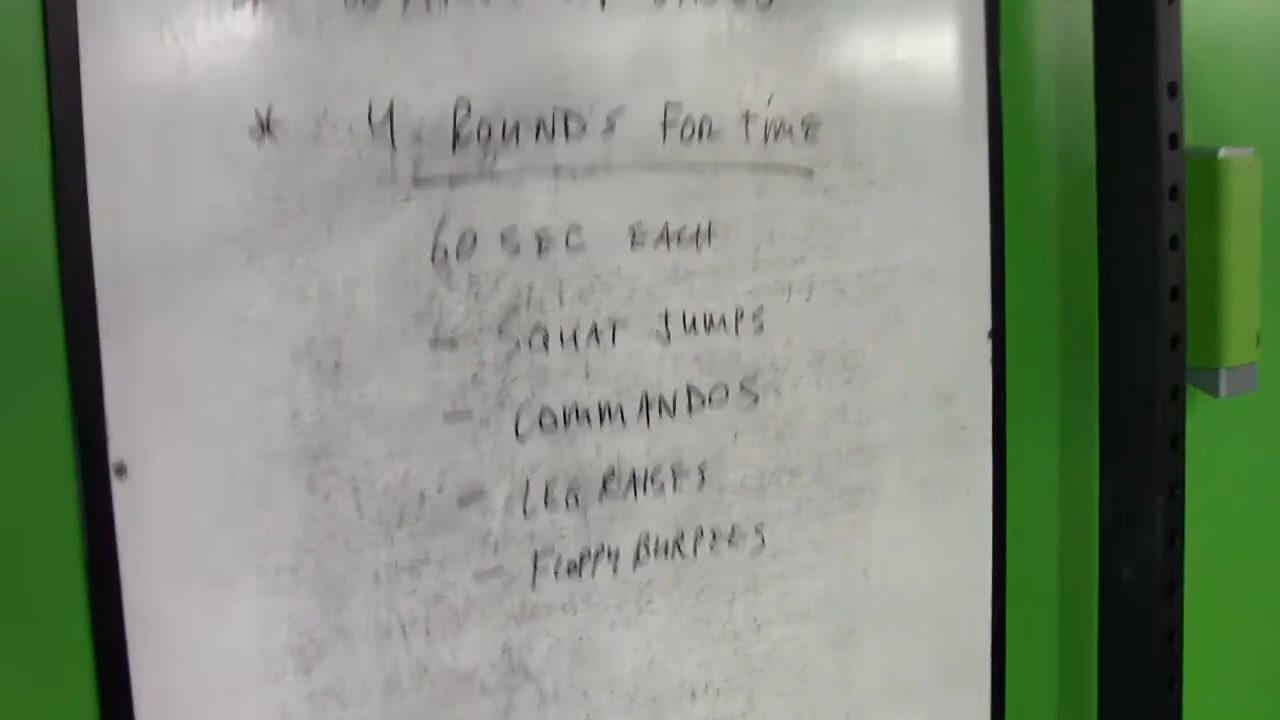 * 4 ROUNDS FOR TIME
60 SEC EACH
- SQUAT JUMPS
- COMMANDOS
- LEG RAISES
- FLOPPY BURPEES